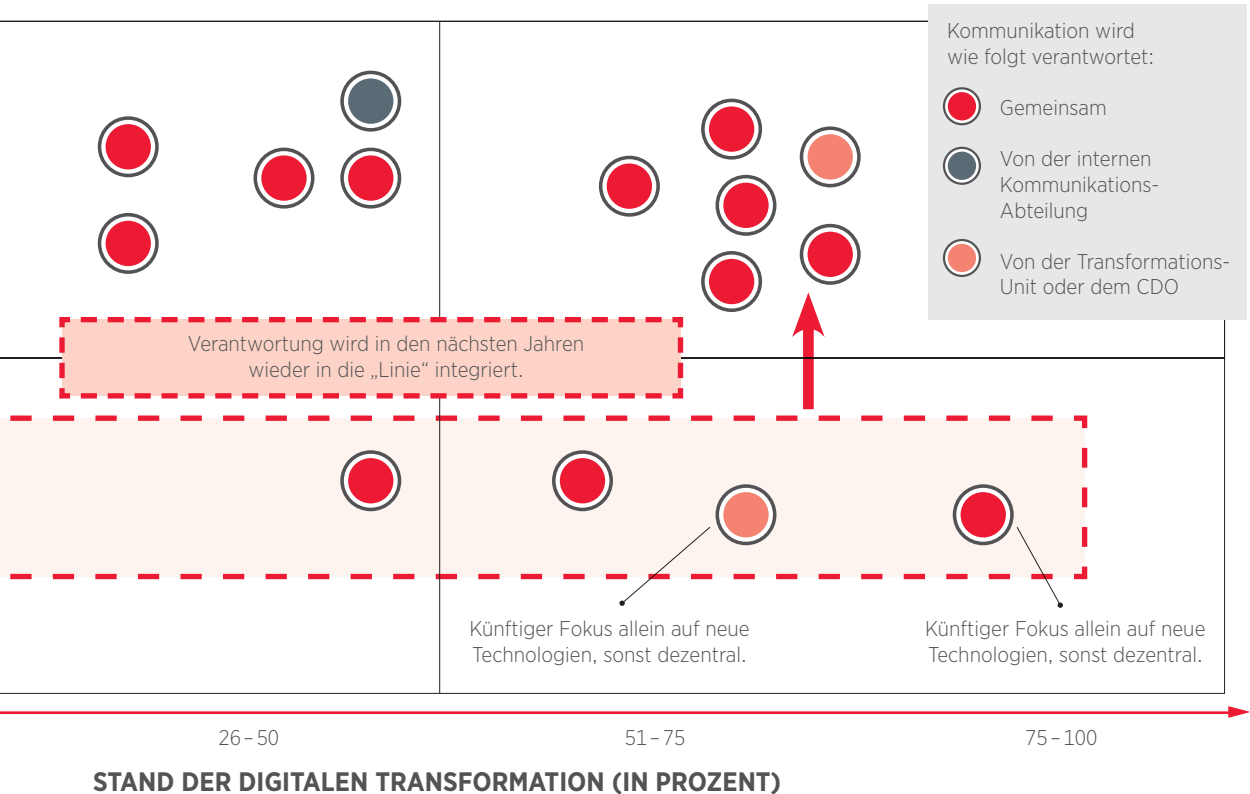 Kommunikation wird
wie folgt verantwortet:
Gemeinsam
Von der internen
Kommunikations-
Abteilung
Von der Transformations-
Unit oder dem CDO
Verantwortung wird in den nächsten Jahren
wieder in die „Linie“ integriert.
Künftiger Fokus allein auf neue
Technologien, sonst dezentral.
Künftiger Fokus allein auf neue
Technologien, sonst dezentral.
26–50
51–75
75–100
STAND DER DIGITALEN TRANSFORMATION (IN PROZENT)